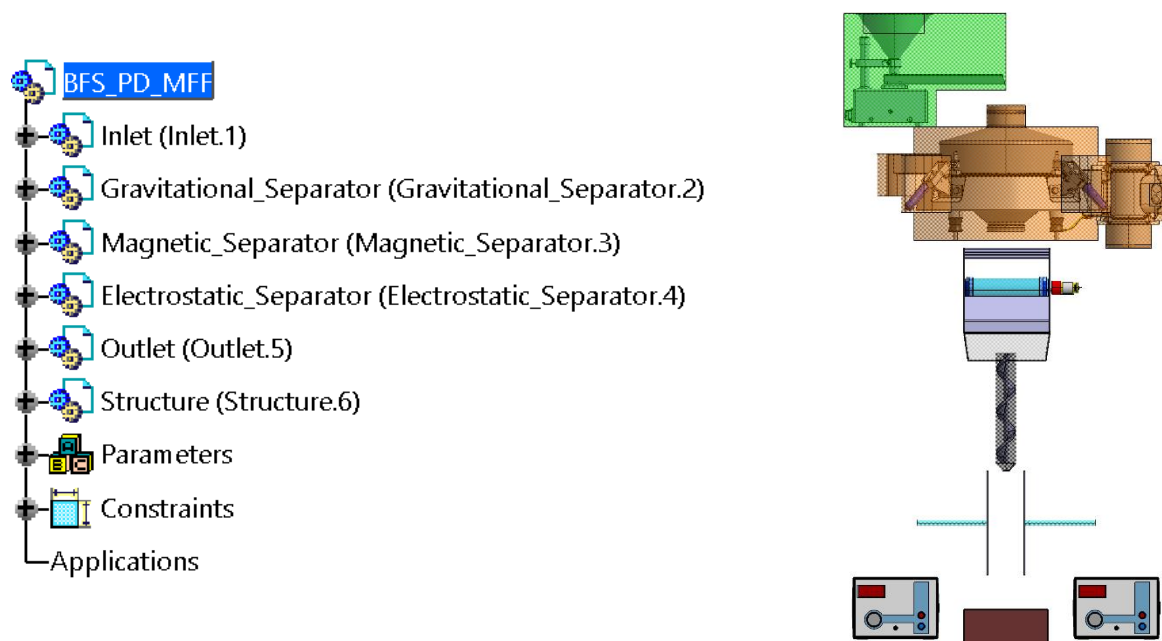 BFS_PD_MFF
Inlet (Inlet.1)
Gravitational_Separator (Gravitational_Separator.2)
Magnetic_Separator (Magnetic_Separator.3)
Electrostatic_Separator (Electrostatic_Separator.4)
Outlet (Outlet.5)
Structure (Structure.6)
Parameters
Constraints
Applications